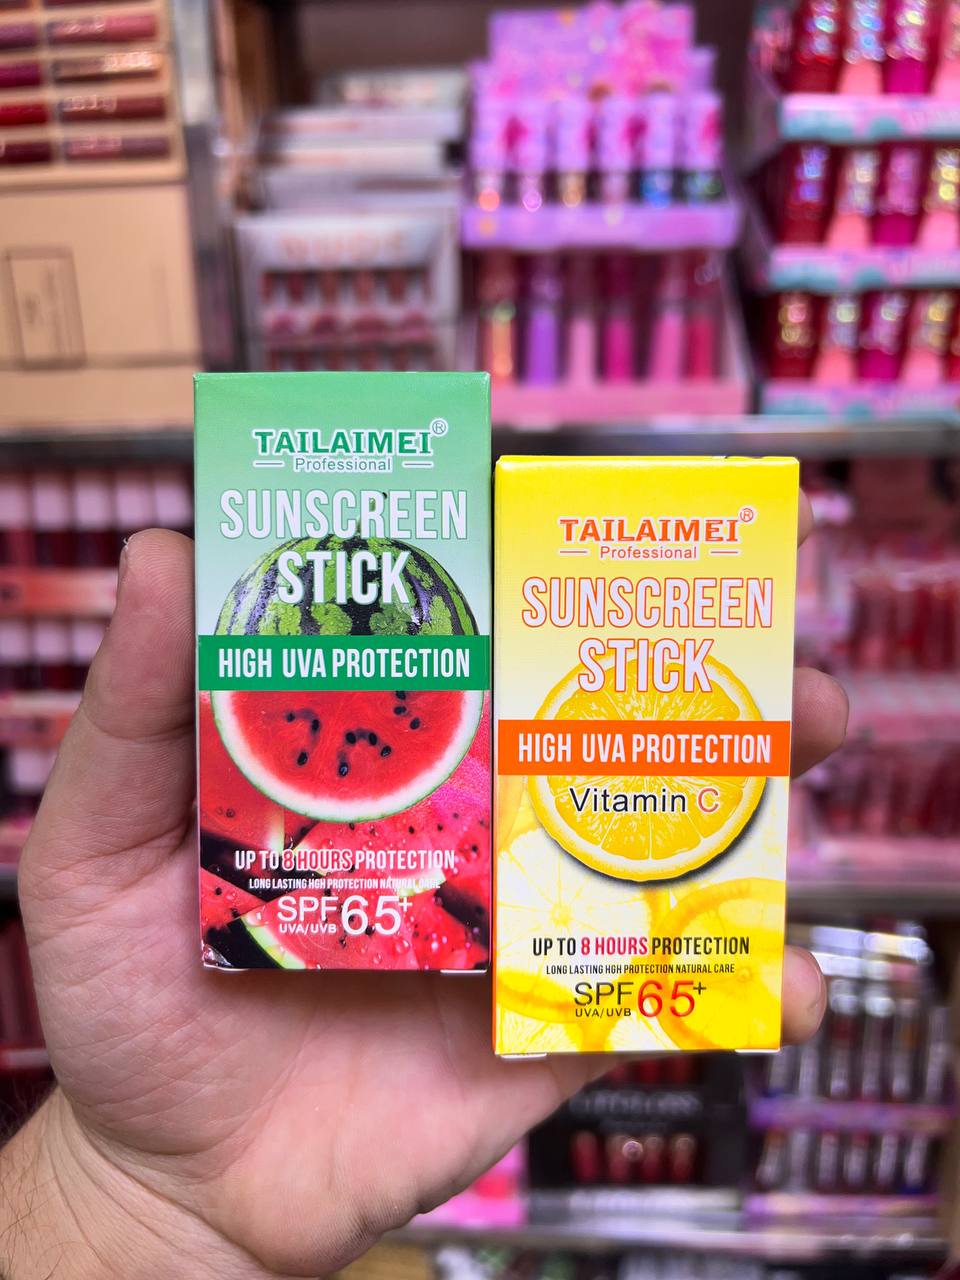 TAILAIMEI®
Professional
SUNSCREEN
STICK
HIGH UVA PROTECTION
UP TO 8 HOURS PROTECTION
LONG LASTING HGH PROTECTION NATURAL CARE
SPF 65+
UVA/UVB
TAILAIMEI®
Professional
SUNSCREEN
STICK
HIGH UVA PROTECTION
Vitamin C
UP TO 8 HOURS PROTECTION
LONG LASTING HGH PROTECTION NATURAL CARE
SPF 65+
UVA/UVB